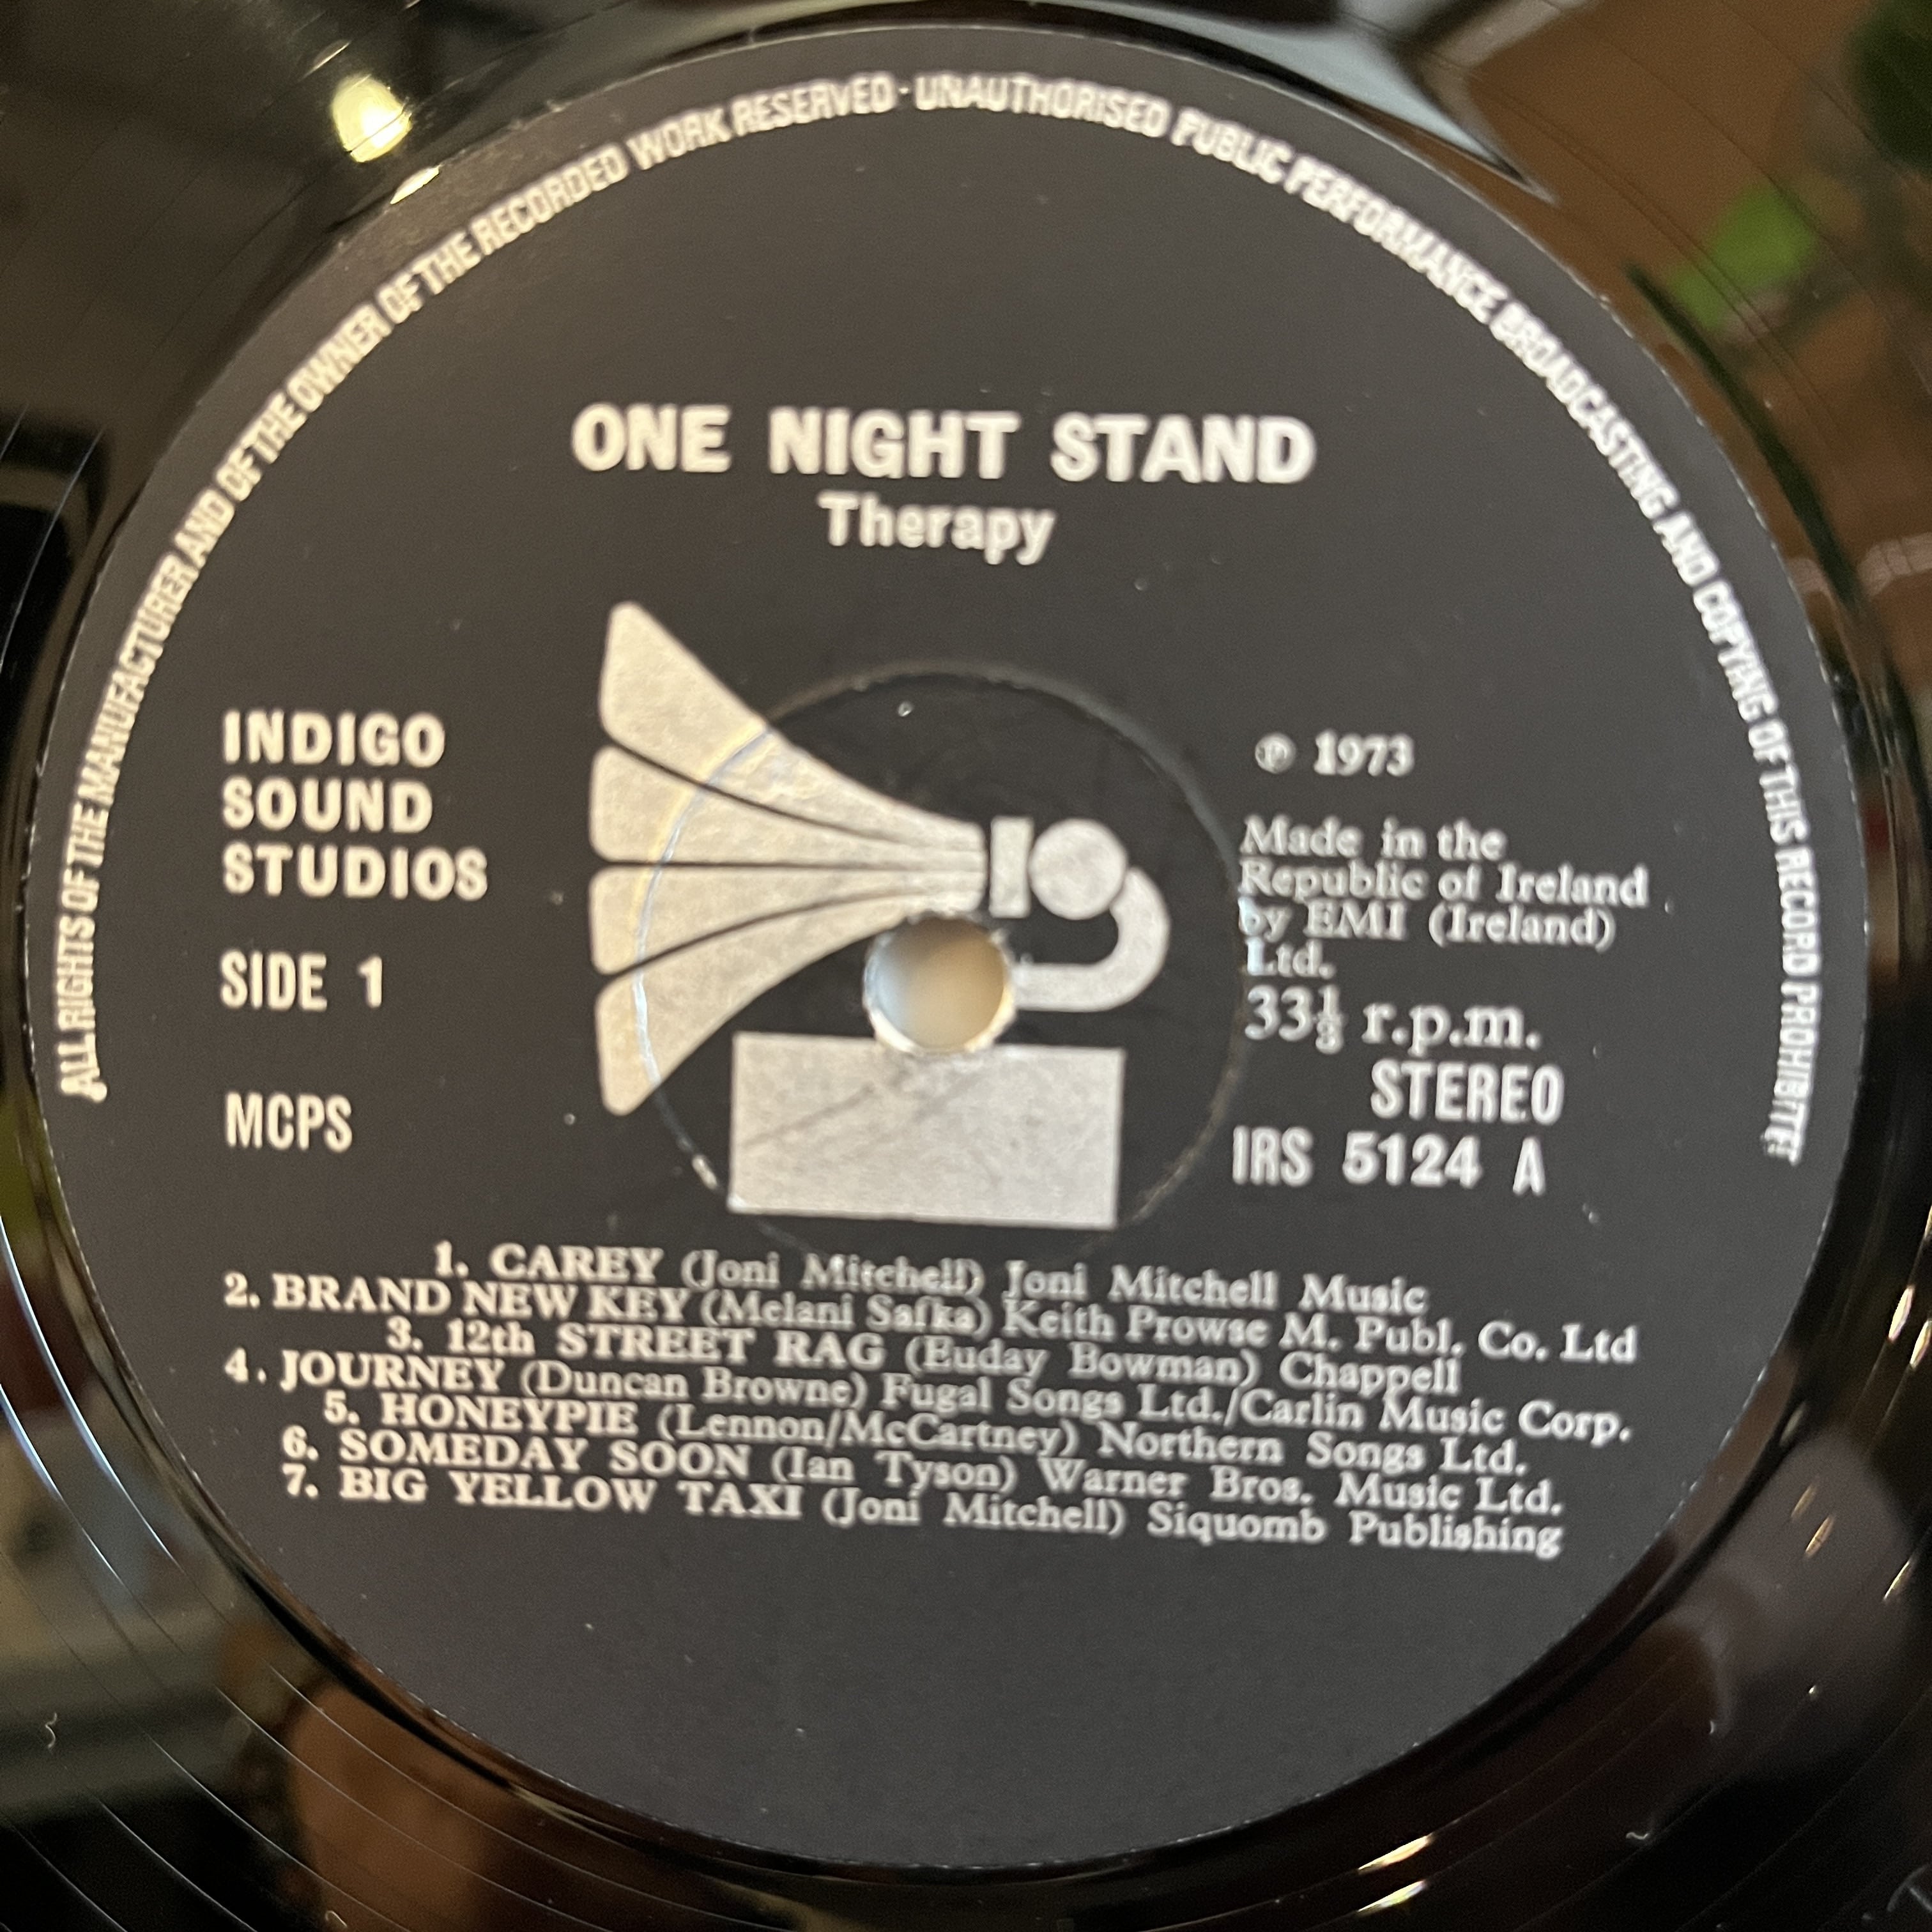 ALL RIGHTS OF THE MANUFACTURER AND OF THE OWNER OF THE RECORDED WORK RESERVED · UNAUTHORISED PUBLIC PERFORMANCE BROADCASTING AND COPYING OF THIS RECORD PROHIBITED
ONE NIGHT STAND
Therapy
INDIGO
SOUND
STUDIOS
SIDE 1
MCPS
℗ 1973
Made in the
Republic of Ireland
by EMI (Ireland)
Ltd.
33⅓ r.p.m.
STEREO
IRS 5124 A
1. CAREY (Joni Mitchell) Joni Mitchell Music
2. BRAND NEW KEY (Melani Safka) Keith Prowse M. Publ. Co. Ltd
3. 12th STREET RAG (Euday Bowman) Chappell
4. JOURNEY (Duncan Browne) Fugal Songs Ltd./Carlin Music Corp.
5. HONEYPIE (Lennon/McCartney) Northern Songs Ltd.
6. SOMEDAY SOON (Ian Tyson) Warner Bros. Music Ltd.
7. BIG YELLOW TAXI (Joni Mitchell) Siquomb Publishing